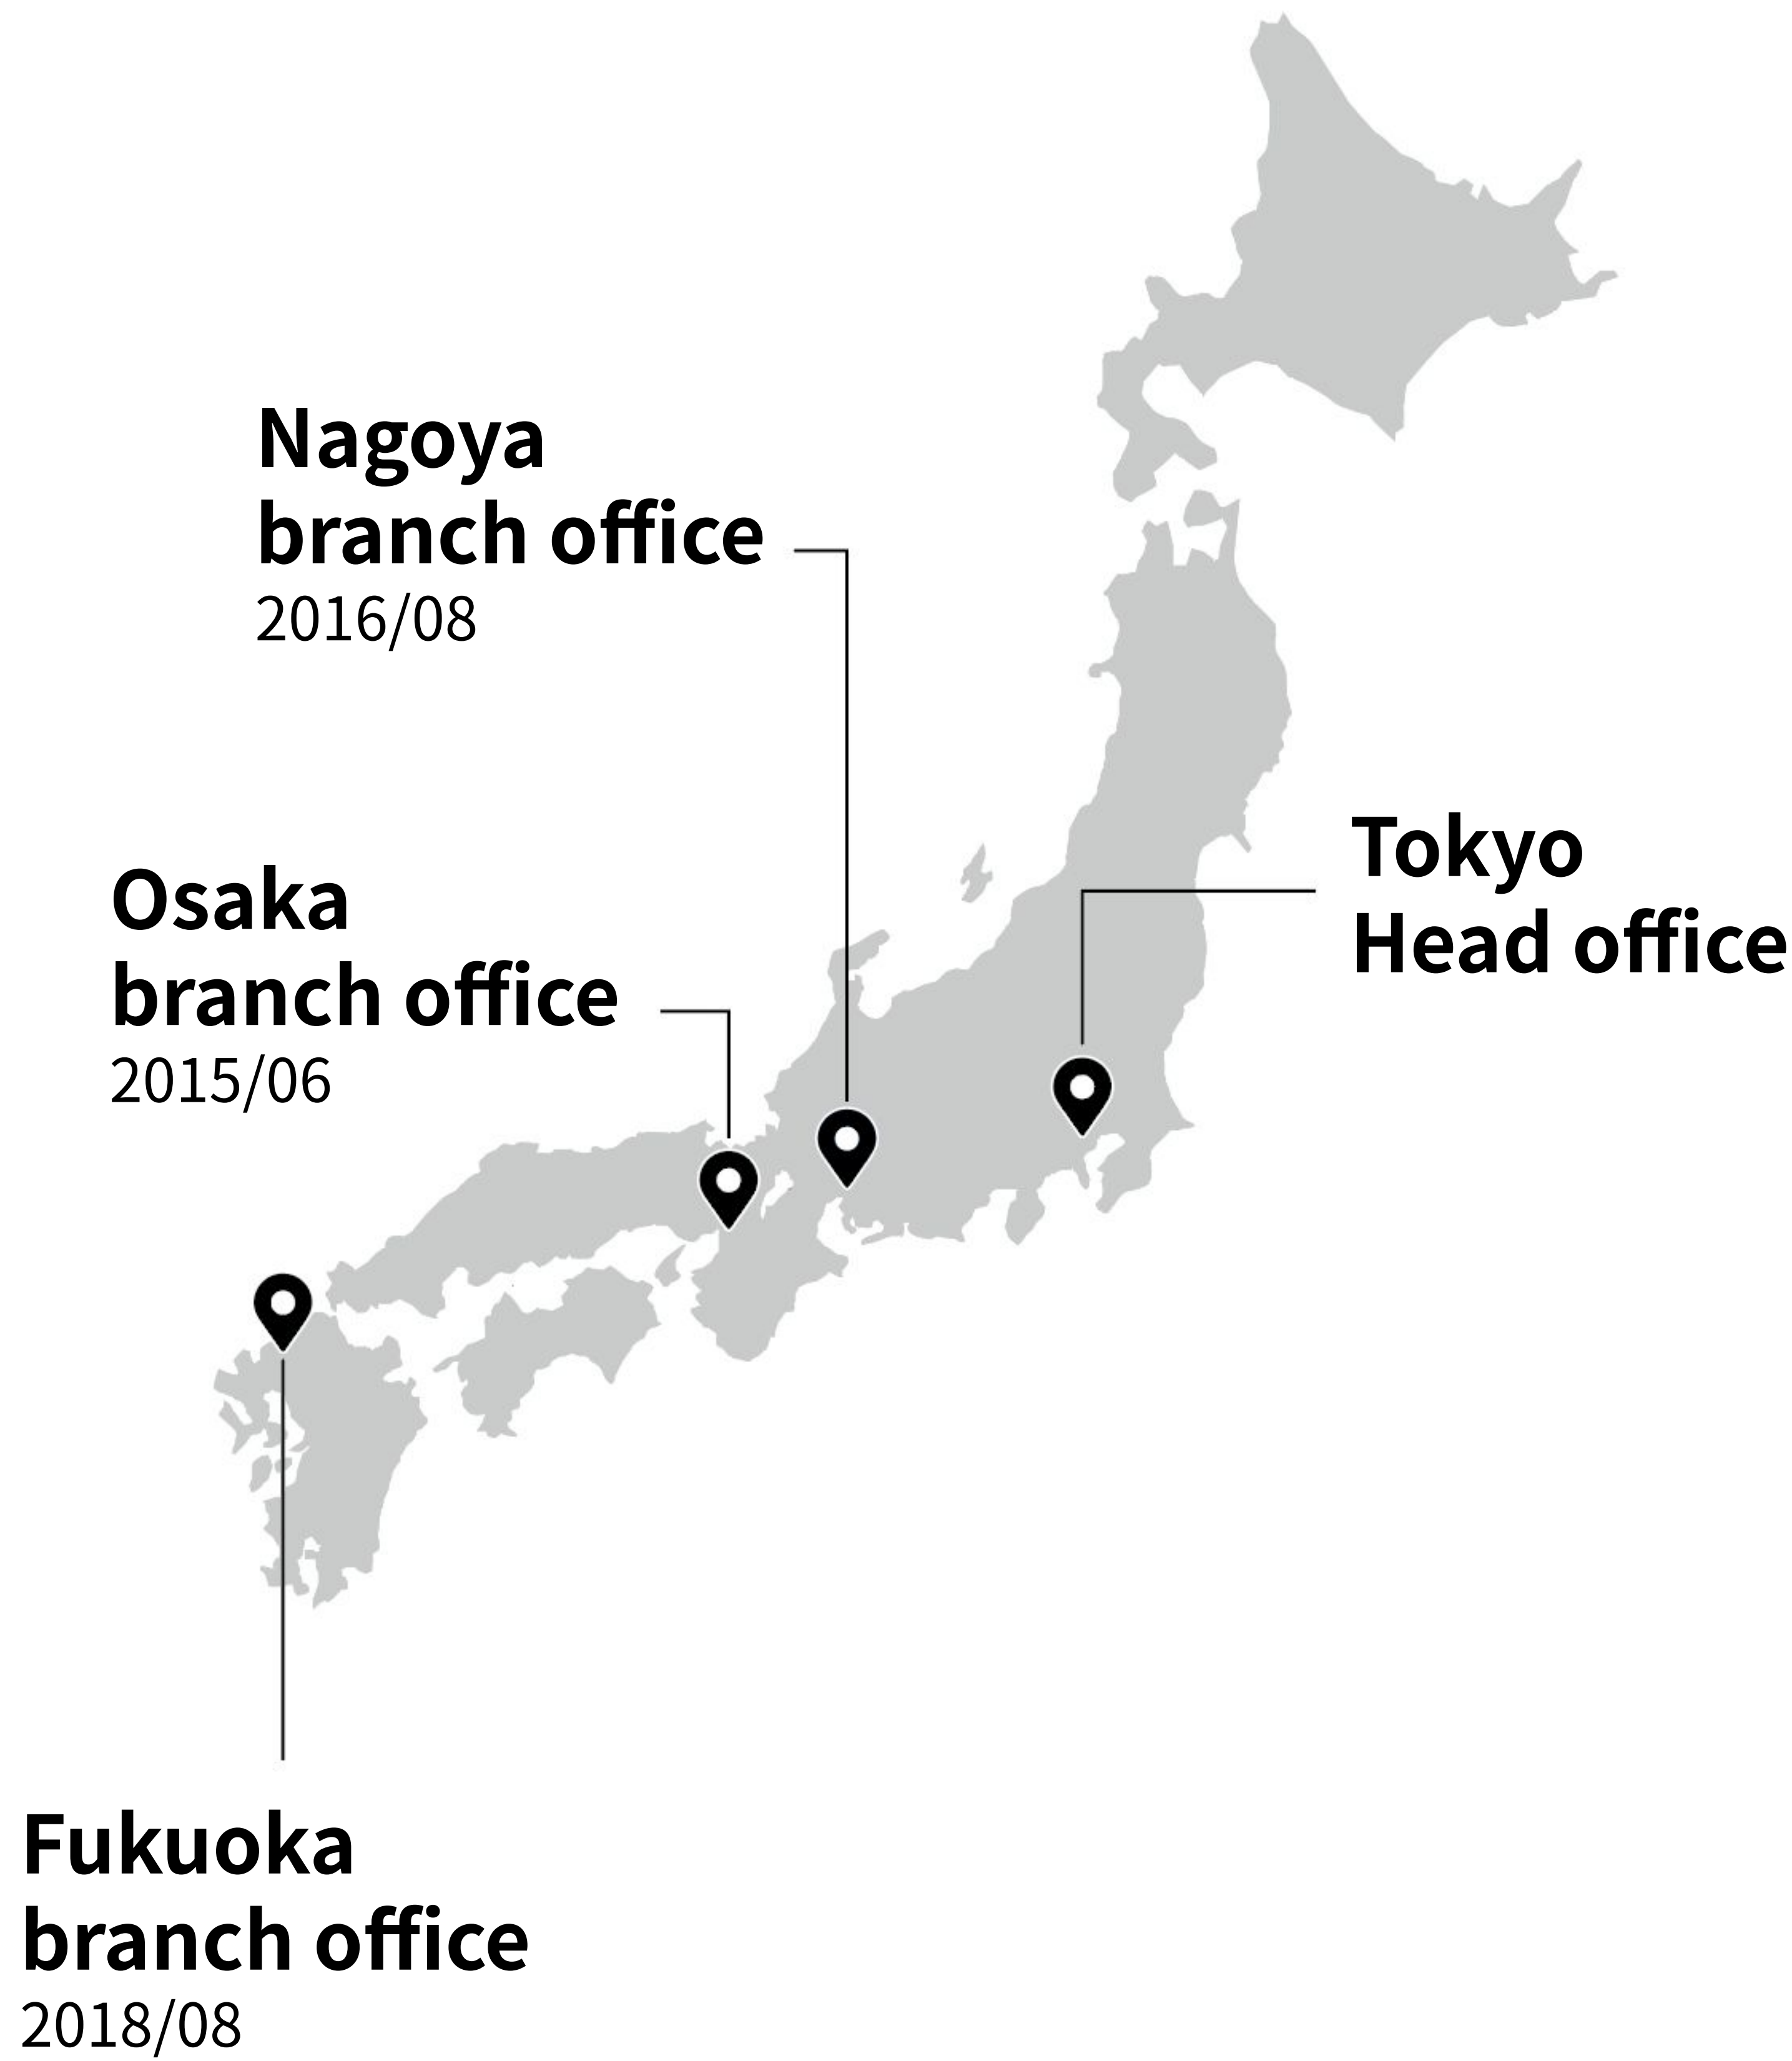 Nagoya
branch office
2016/08
Tokyo
Head office
Osaka
branch office
2015/06
Fukuoka
branch office
2018/08